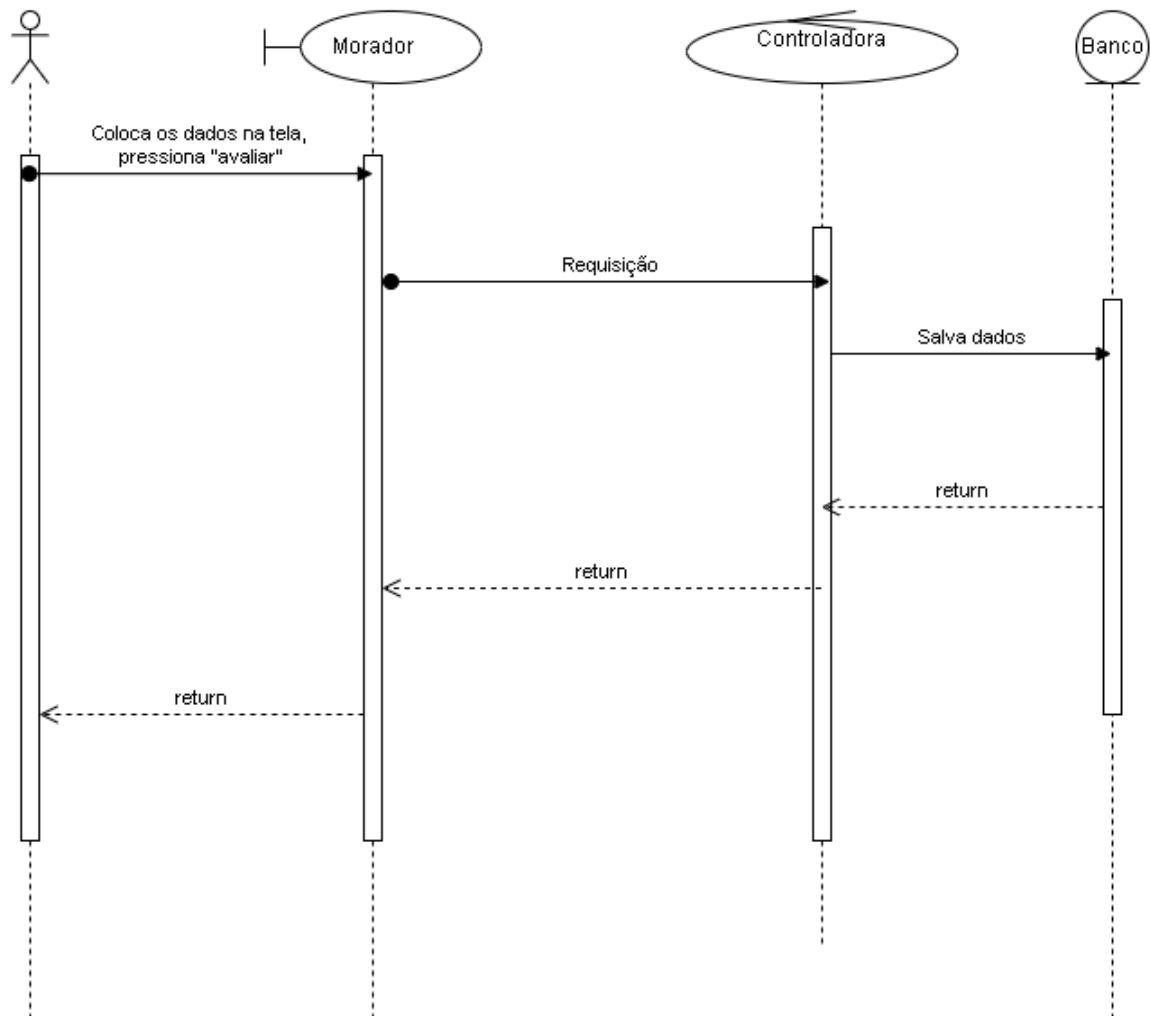 Morador
Controladora
Banco
Coloca os dados na tela,
pressiona "avaliar"
Requisição
Salva dados
return
return
return